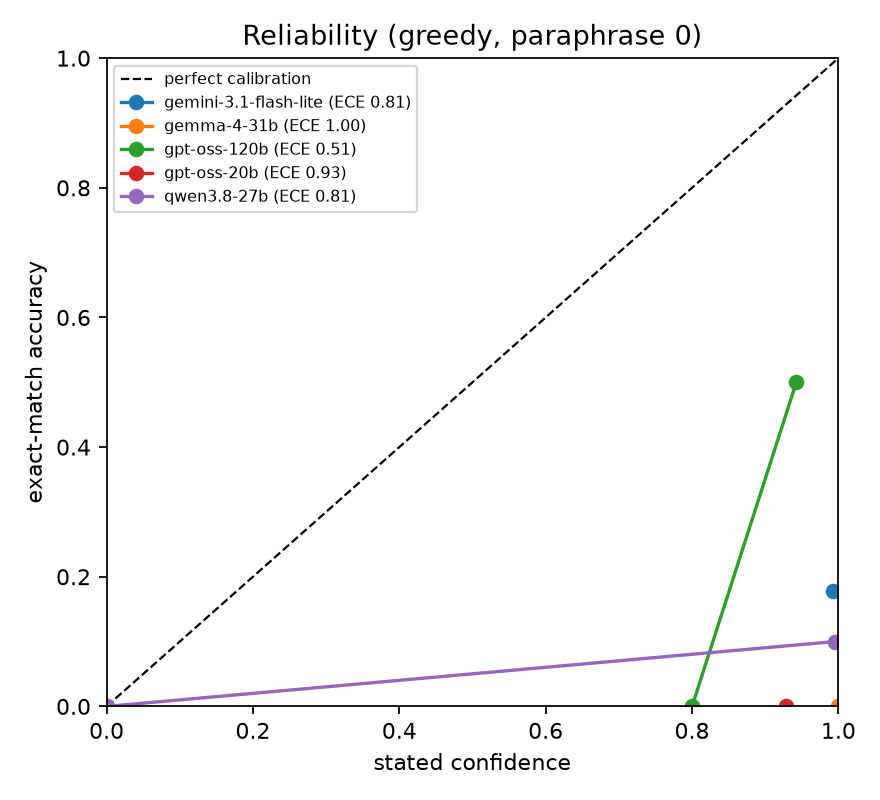 Reliability (greedy, paraphrase 0)
1.0
0.8
0.6
0.4
0.2
0.0
exact-match accuracy
perfect calibration
gemini-3.1-flash-lite (ECE 0.81)
gemma-4-31b (ECE 1.00)
gpt-oss-120b (ECE 0.51)
gpt-oss-20b (ECE 0.93)
qwen3.8-27b (ECE 0.81)
0.0 0.2 0.4 0.6 0.8 1.0
stated confidence